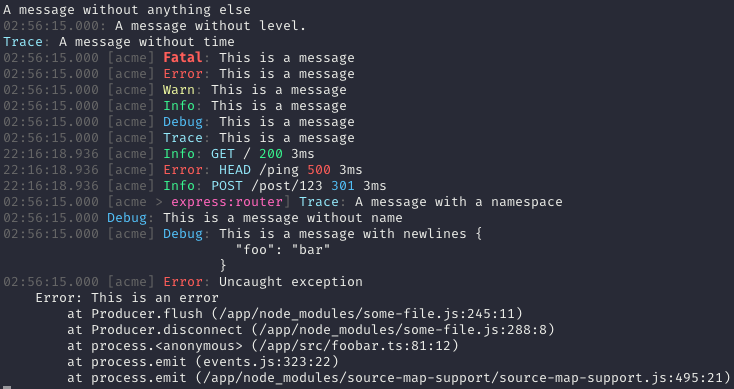 A message without anything else
02:56:15.000: A message without level.
Trace: A message without time
02:56:15.000 [acme] Fatal: This is a message
02:56:15.000 [acme] Error: This is a message
02:56:15.000 [acme] Warn: This is a message
02:56:15.000 [acme] Info: This is a message
02:56:15.000 [acme] Debug: This is a message
02:56:15.000 [acme] Trace: This is a message
22:16:18.936 [acme] Info: GET / 200 3ms
22:16:18.936 [acme] Error: HEAD /ping 500 3ms
22:16:18.936 [acme] Info: POST /post/123 301 3ms
02:56:15.000 [acme > express:router] Trace: A message with a namespace
02:56:15.000 Debug: This is a message without name
02:56:15.000 [acme] Debug: This is a message with newlines {
"foo": "bar"
}
02:56:15.000 [acme] Error: Uncaught exception
Error: This is an error
at Producer.flush (/app/node_modules/some-file.js:245:11)
at Producer.disconnect (/app/node_modules/some-file.js:288:8)
at process.<anonymous> (/app/src/foobar.ts:81:12)
at process.emit (events.js:323:22)
at process.emit (/app/node_modules/source-map-support/source-map-support.js:495:21)